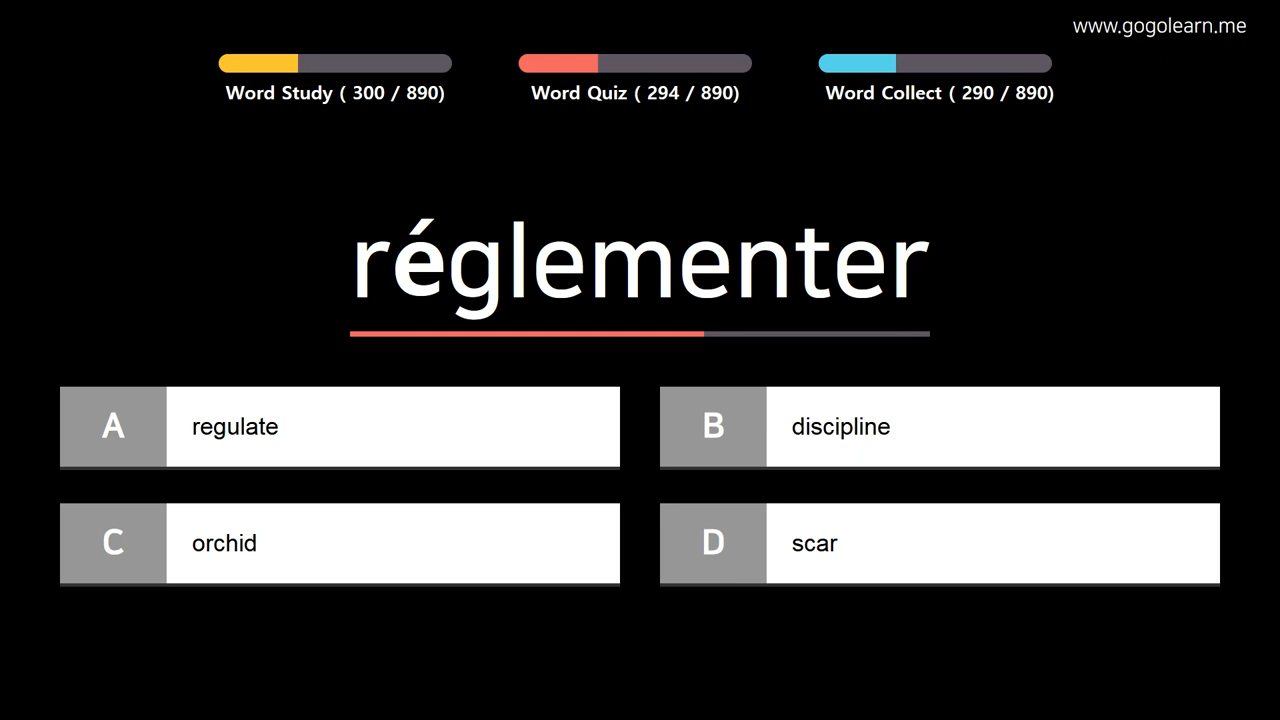 www.gogolearn.me
Word Study ( 300 / 890)
Word Quiz ( 294 / 890)
Word Collect ( 290 / 890)
réglementer
A regulate
B discipline
C orchid
D scar